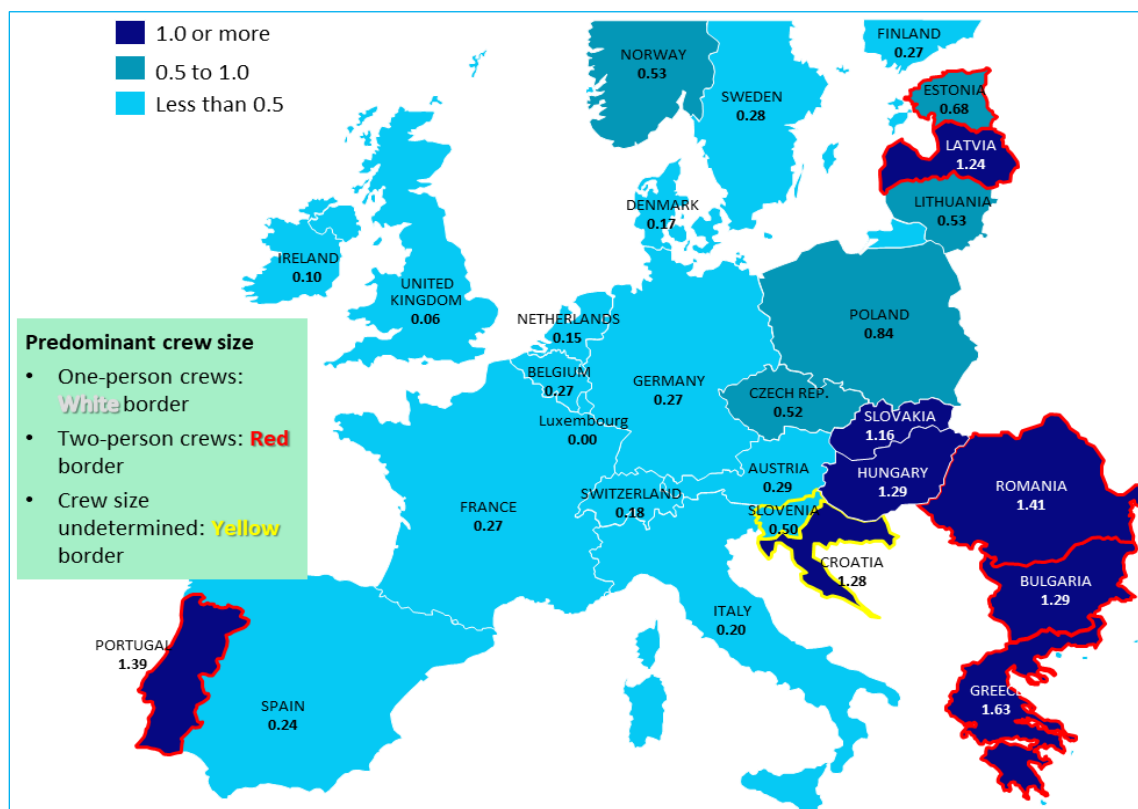 1.0 or more
0.5 to 1.0
Less than 0.5
NORWAY
0.53
SWEDEN
0.28
FINLAND
0.27
ESTONIA
0.68
LATVIA
1.24
LITHUANIA
0.53
DENMARK
0.17
IRELAND
0.10
UNITED
KINGDOM
0.06
NETHERLANDS
0.15
BELGIUM
0.27
Luxembourg
0.00
GERMANY
0.27
POLAND
0.84
CZECH REP.
0.52
SLOVAKIA
1.16
AUSTRIA
0.29
HUNGARY
1.29
ROMANIA
1.41
SWITZERLAND
0.18
FRANCE
0.27
SLOVENIA
0.50
CROATIA
1.28
BULGARIA
1.29
ITALY
0.20
GREECE
1.63
PORTUGAL
1.39
SPAIN
0.24
Predominant crew size
• One-person crews:
White border
• Two-person crews: Red
border
• Crew size
undetermined: Yellow
border